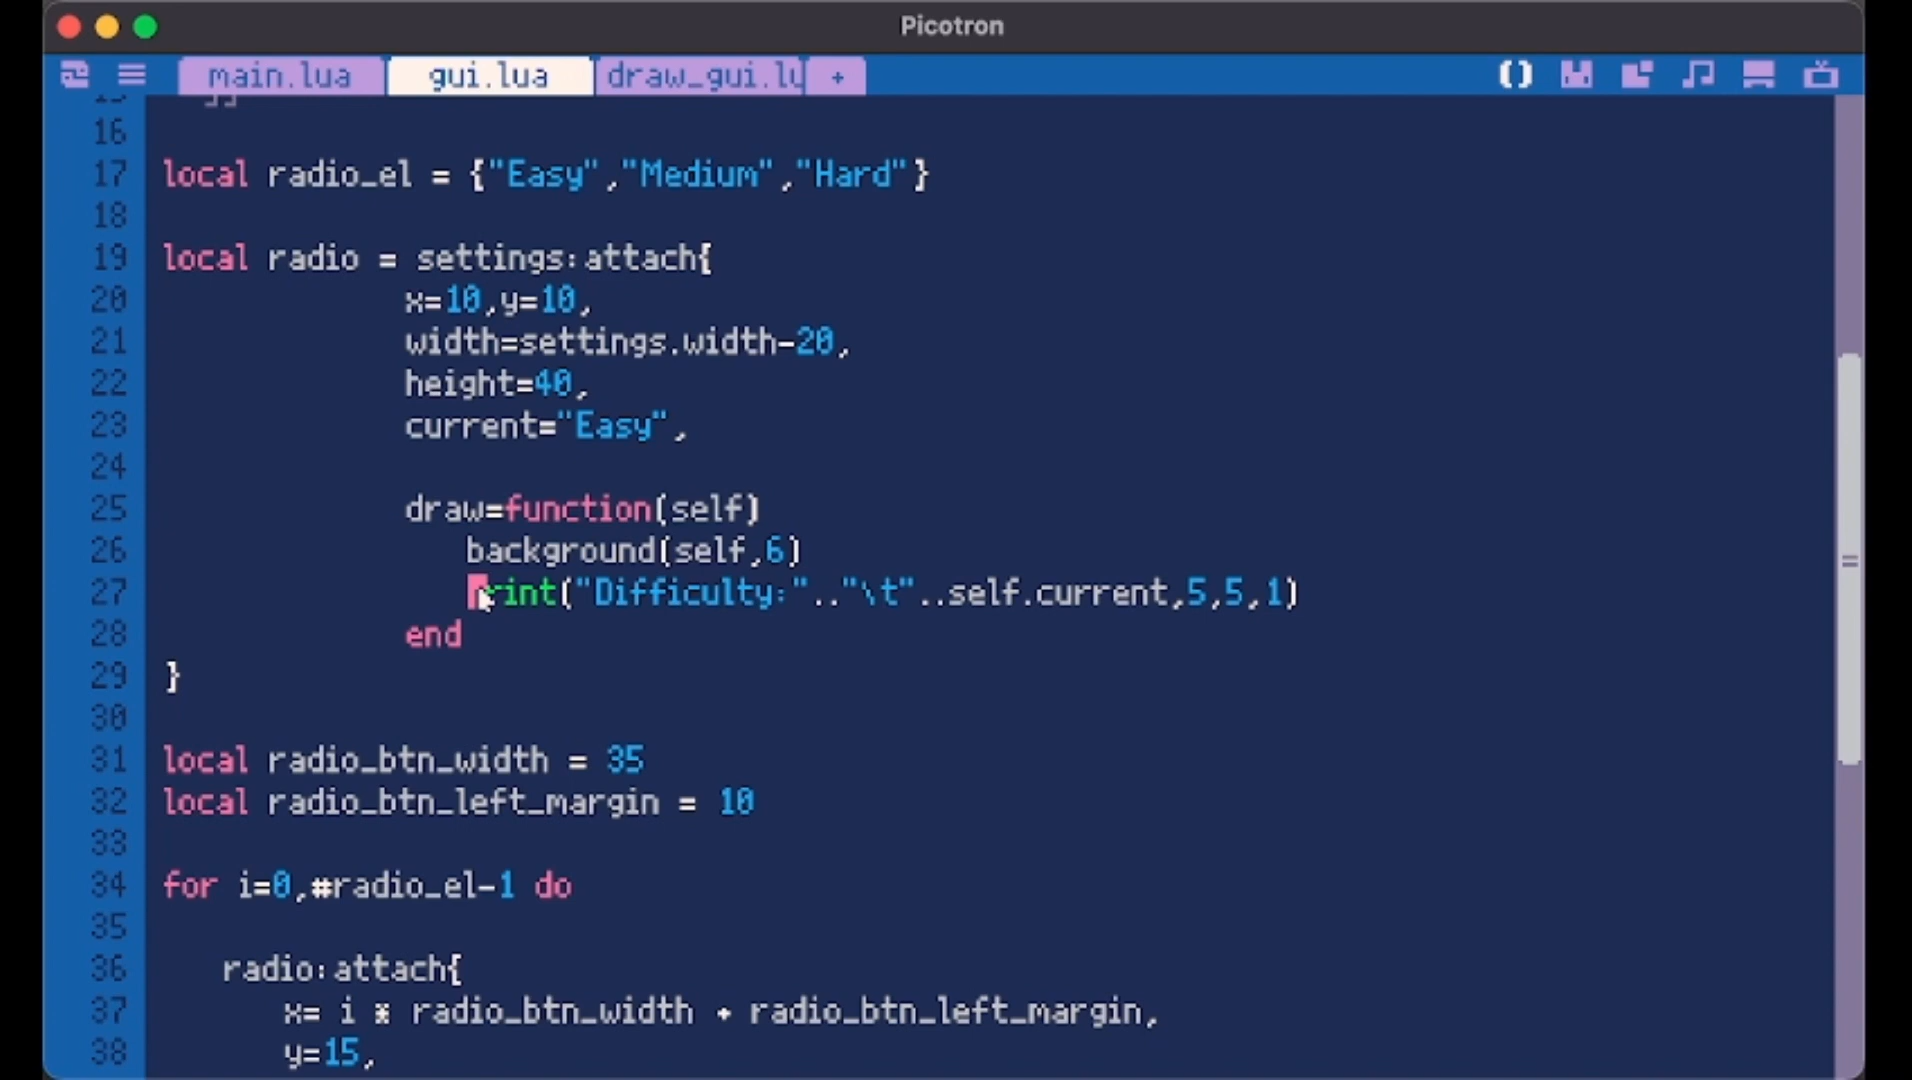 Picotron
main.lua gui.lua draw_gui.lu +
16
17 local radio_el = {"Easy","Medium","Hard"}
18
19 local radio = settings:attach{
20 x=10,y=10,
21 width=settings.width-20,
22 height=40,
23 current="Easy",
24
25 draw=function(self)
26 background(self,6)
27 print("Difficulty:".."\t"..self.current,5,5,1)
28 end
29 }
30
31 local radio_btn_width = 35
32 local radio_btn_left_margin = 10
33
34 for i=0,#radio_el-1 do
35
36 radio:attach{
37 x= i * radio_btn_width + radio_btn_left_margin,
38 y=15,